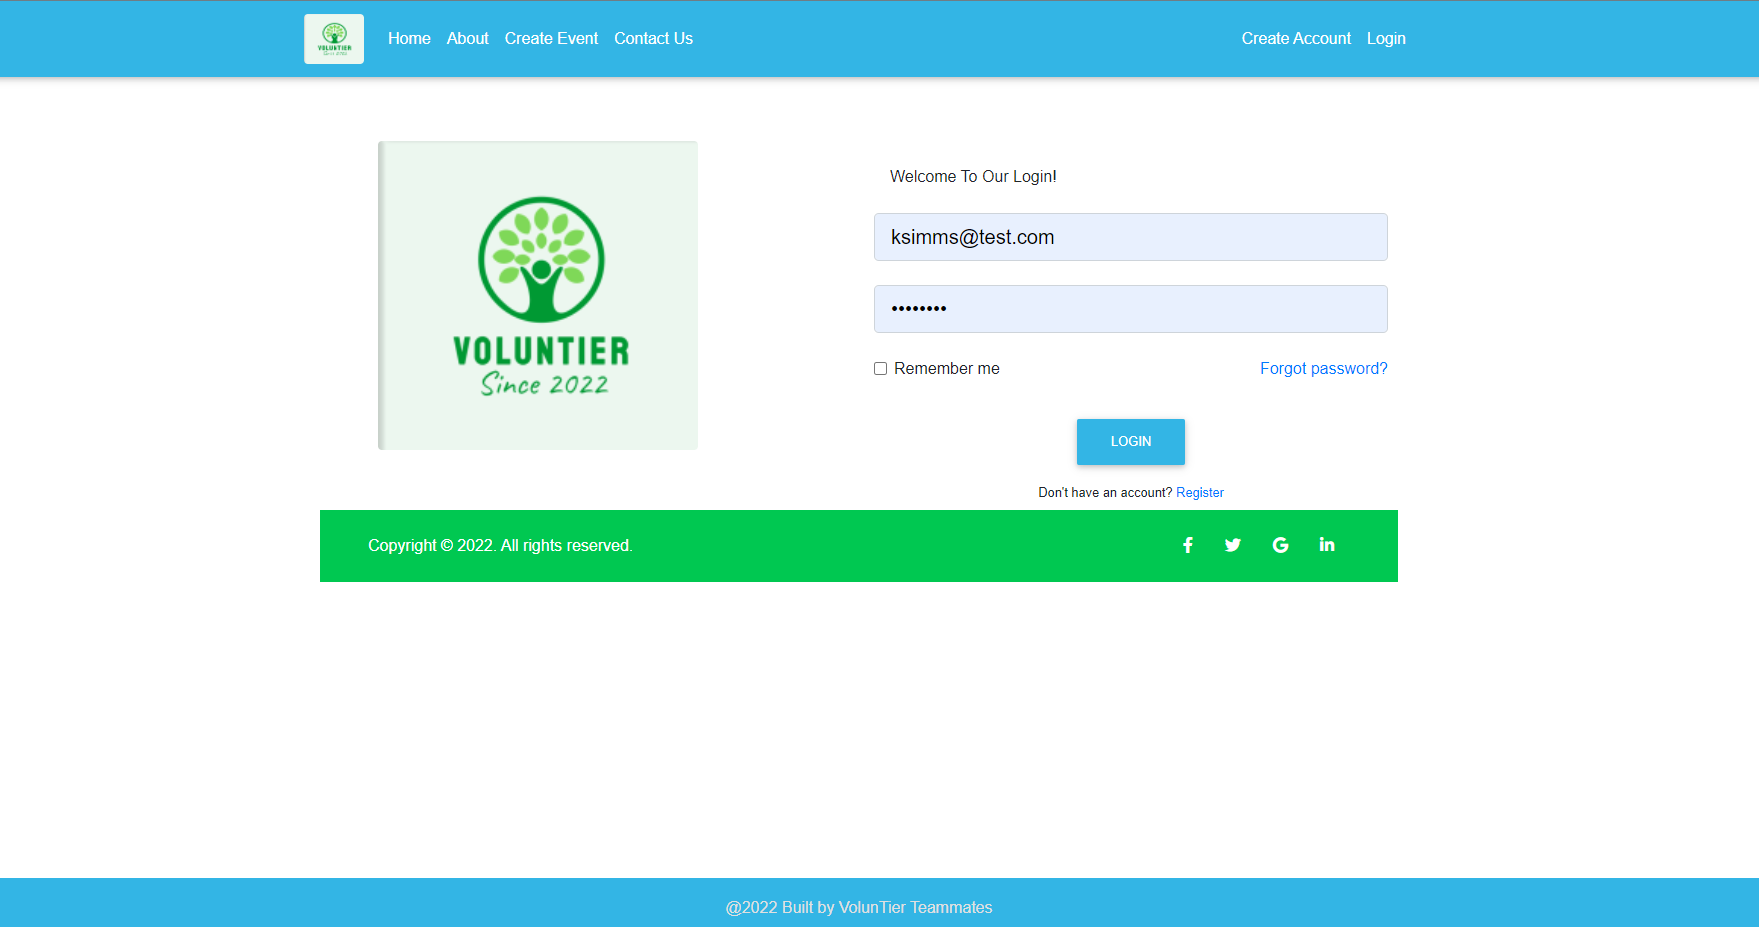 VOLUNTIER
Since 2022
Home About Create Event Contact Us Create Account Login
VOLUNTIER
Since 2022
Welcome To Our Login!
ksimms@test.com
••••••••
Remember me Forgot password?
LOGIN
Don't have an account? Register
Copyright © 2022. All rights reserved.
@2022 Built by VolunTier Teammates